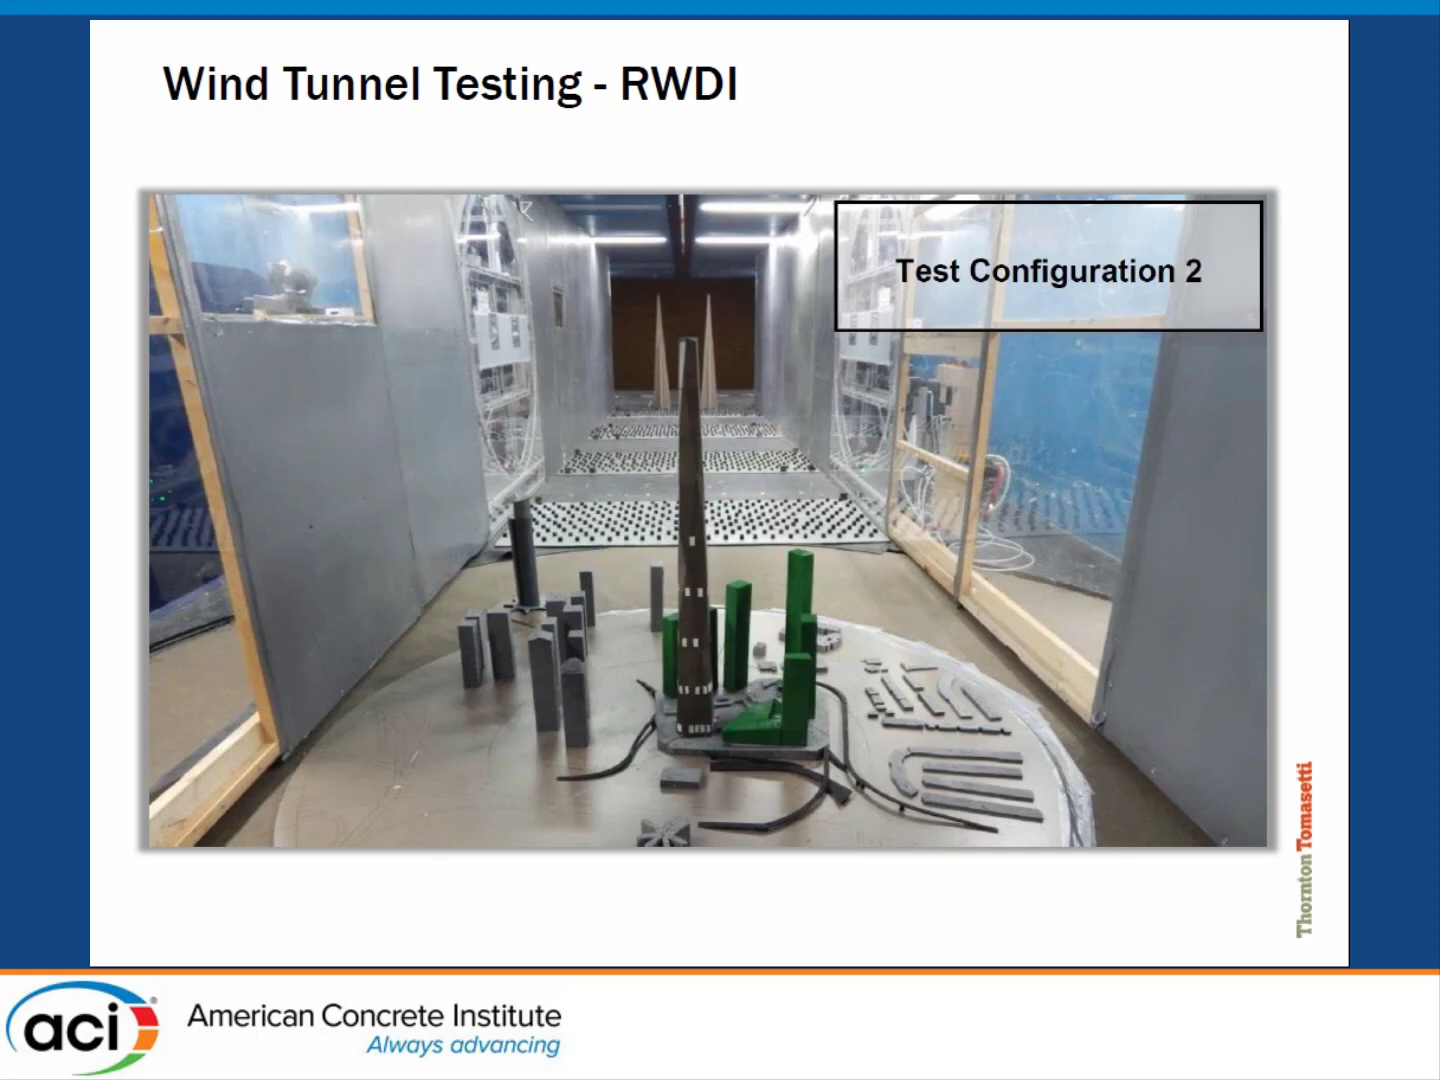 Wind Tunnel Testing - RWDI
Test Configuration 2
Thornton Tomasetti
aci®
American Concrete Institute
Always advancing